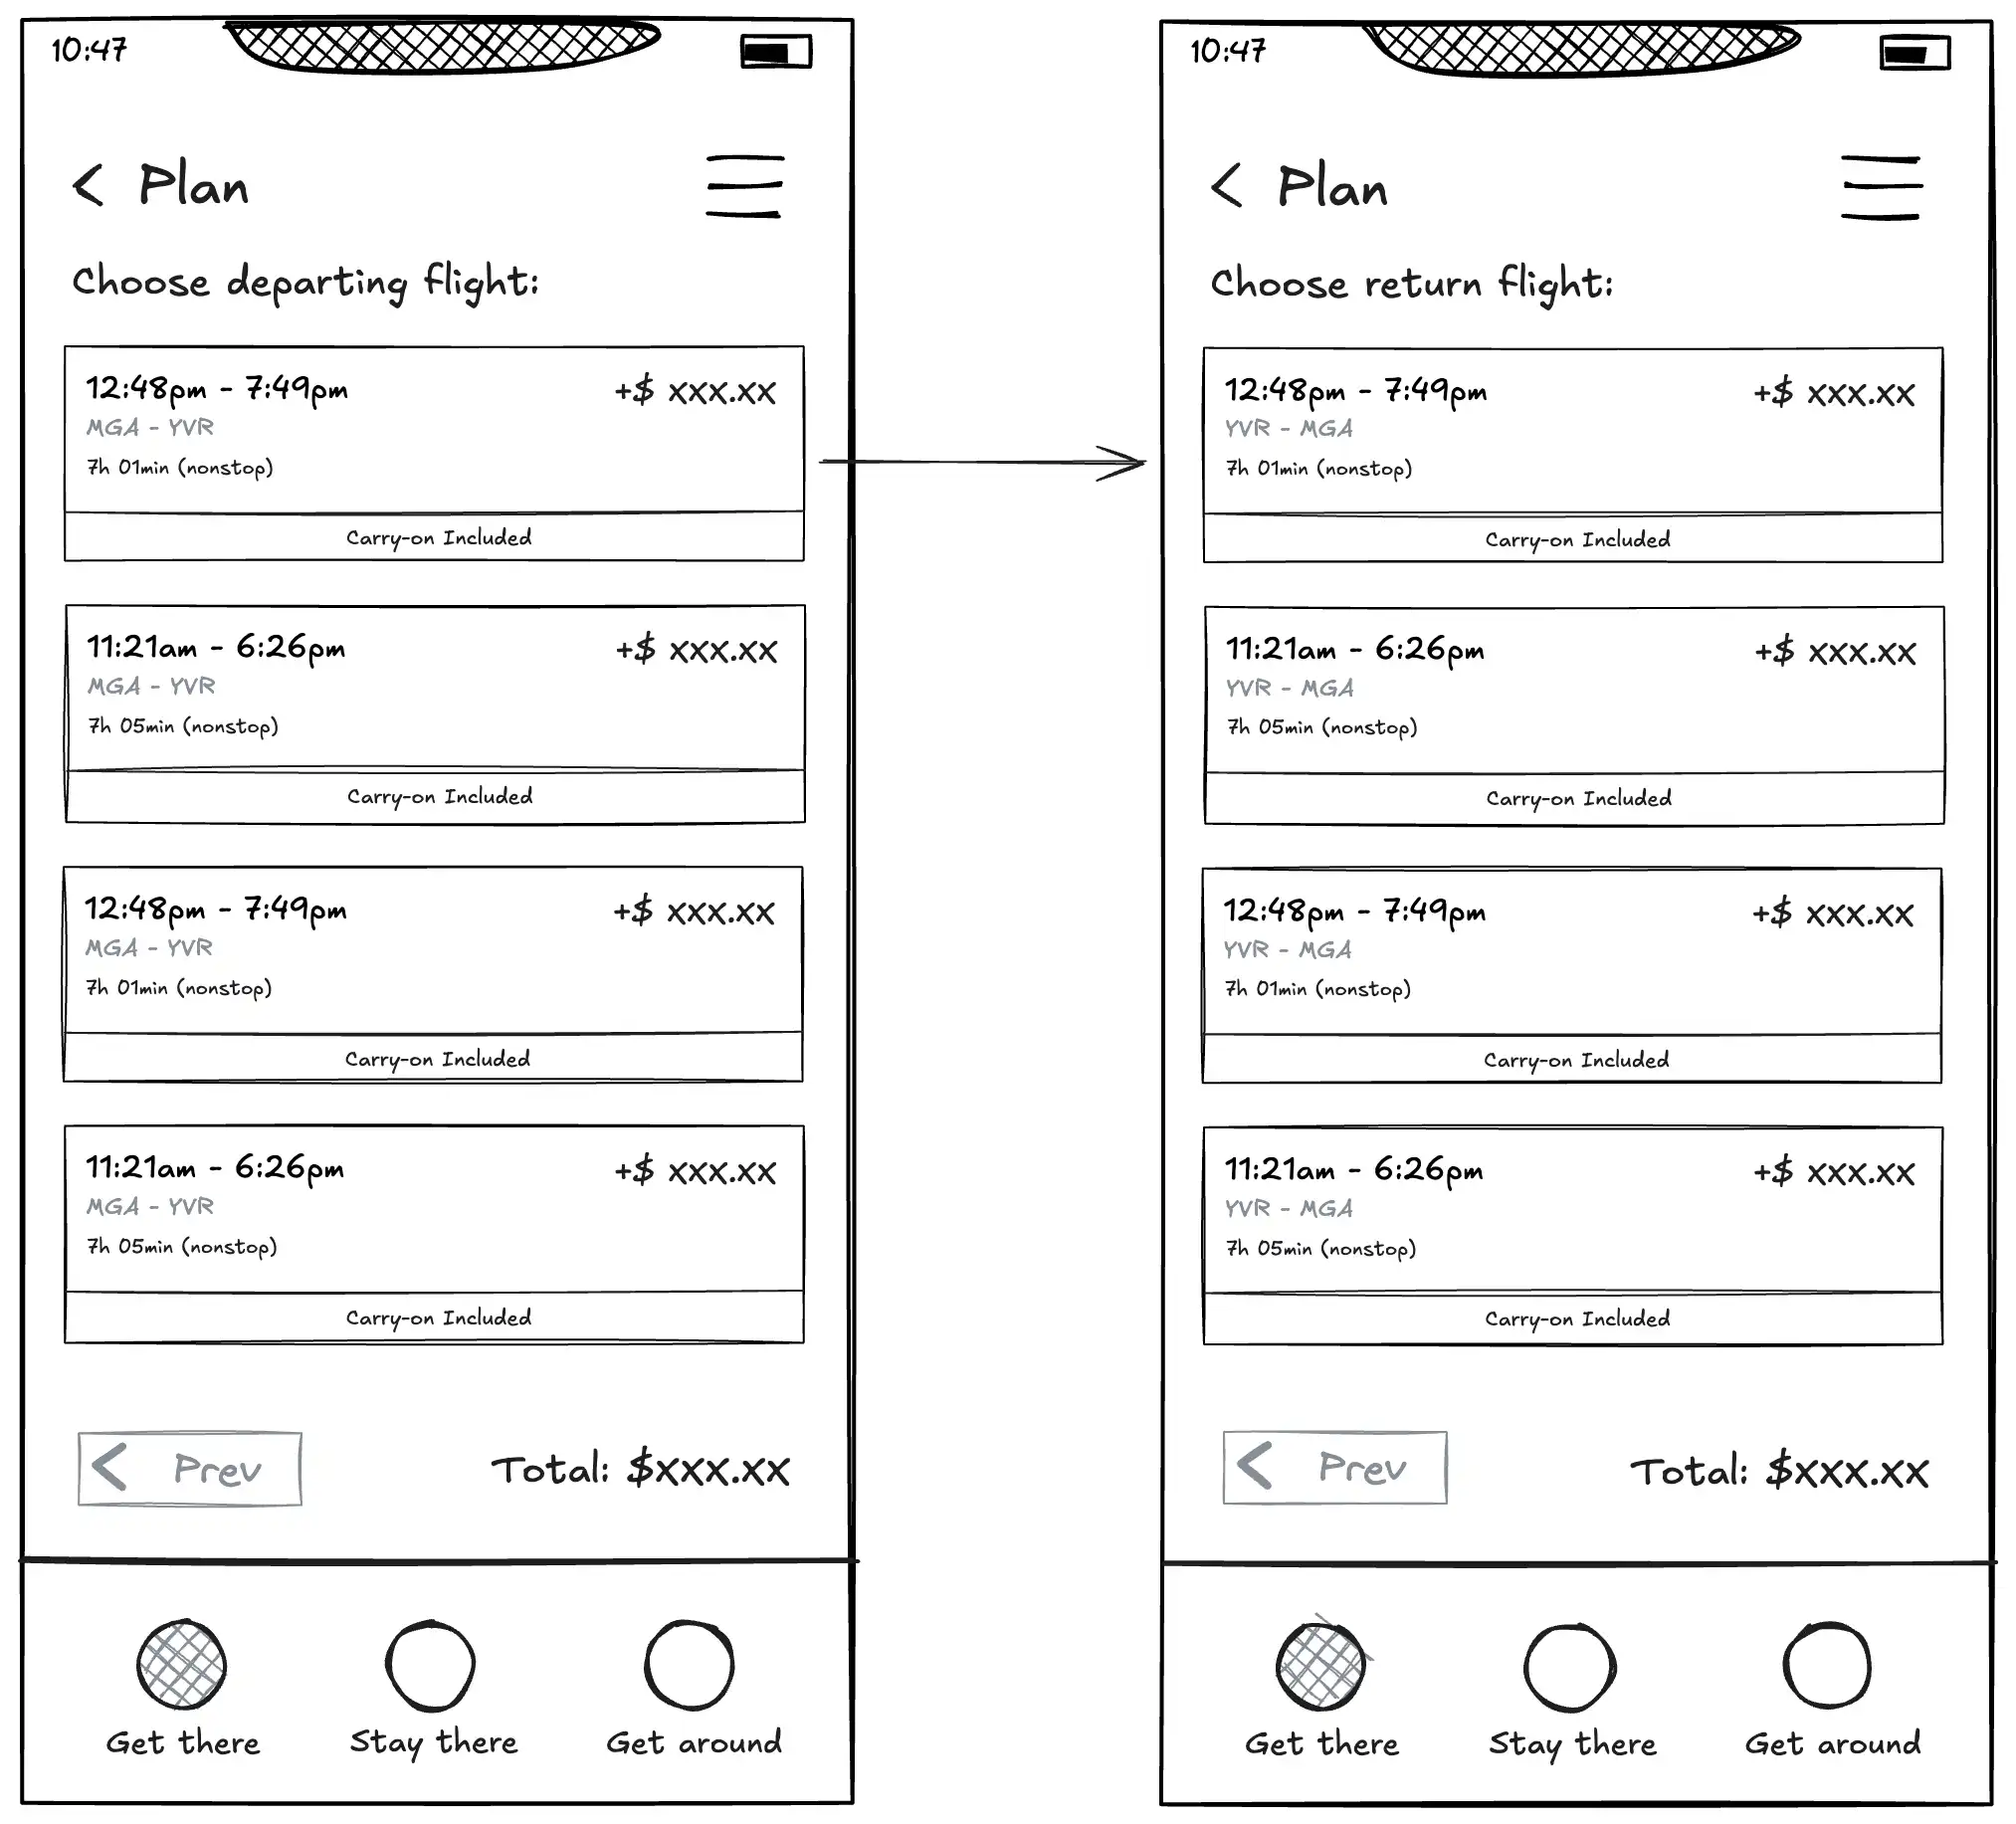 10:47
< Plan
Choose departing flight:
12:48pm - 7:49pm +$ xxx.xx
MGA - YVR
7h 01min (nonstop)
Carry-on Included
11:21am - 6:26pm +$ xxx.xx
MGA - YVR
7h 05min (nonstop)
Carry-on Included
12:48pm - 7:49pm +$ xxx.xx
MGA - YVR
7h 01min (nonstop)
Carry-on Included
11:21am - 6:26pm +$ xxx.xx
MGA - YVR
7h 05min (nonstop)
Carry-on Included
< Prev Total: $xxx.xx
Get there Stay there Get around
10:47
< Plan
Choose return flight:
12:48pm - 7:49pm +$ xxx.xx
YVR - MGA
7h 01min (nonstop)
Carry-on Included
11:21am - 6:26pm +$ xxx.xx
YVR - MGA
7h 05min (nonstop)
Carry-on Included
12:48pm - 7:49pm +$ xxx.xx
YVR - MGA
7h 01min (nonstop)
Carry-on Included
11:21am - 6:26pm +$ xxx.xx
YVR - MGA
7h 05min (nonstop)
Carry-on Included
< Prev Total: $xxx.xx
Get there Stay there Get around